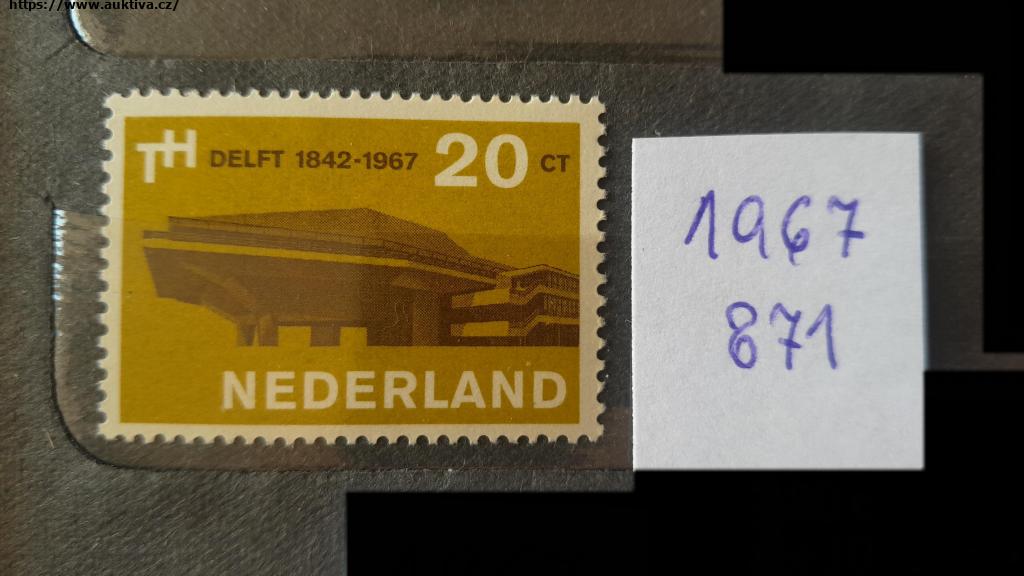 https://www.auktiva.cz/
TH DELFT 1842-1967 20 CT
NEDERLAND
1967
871